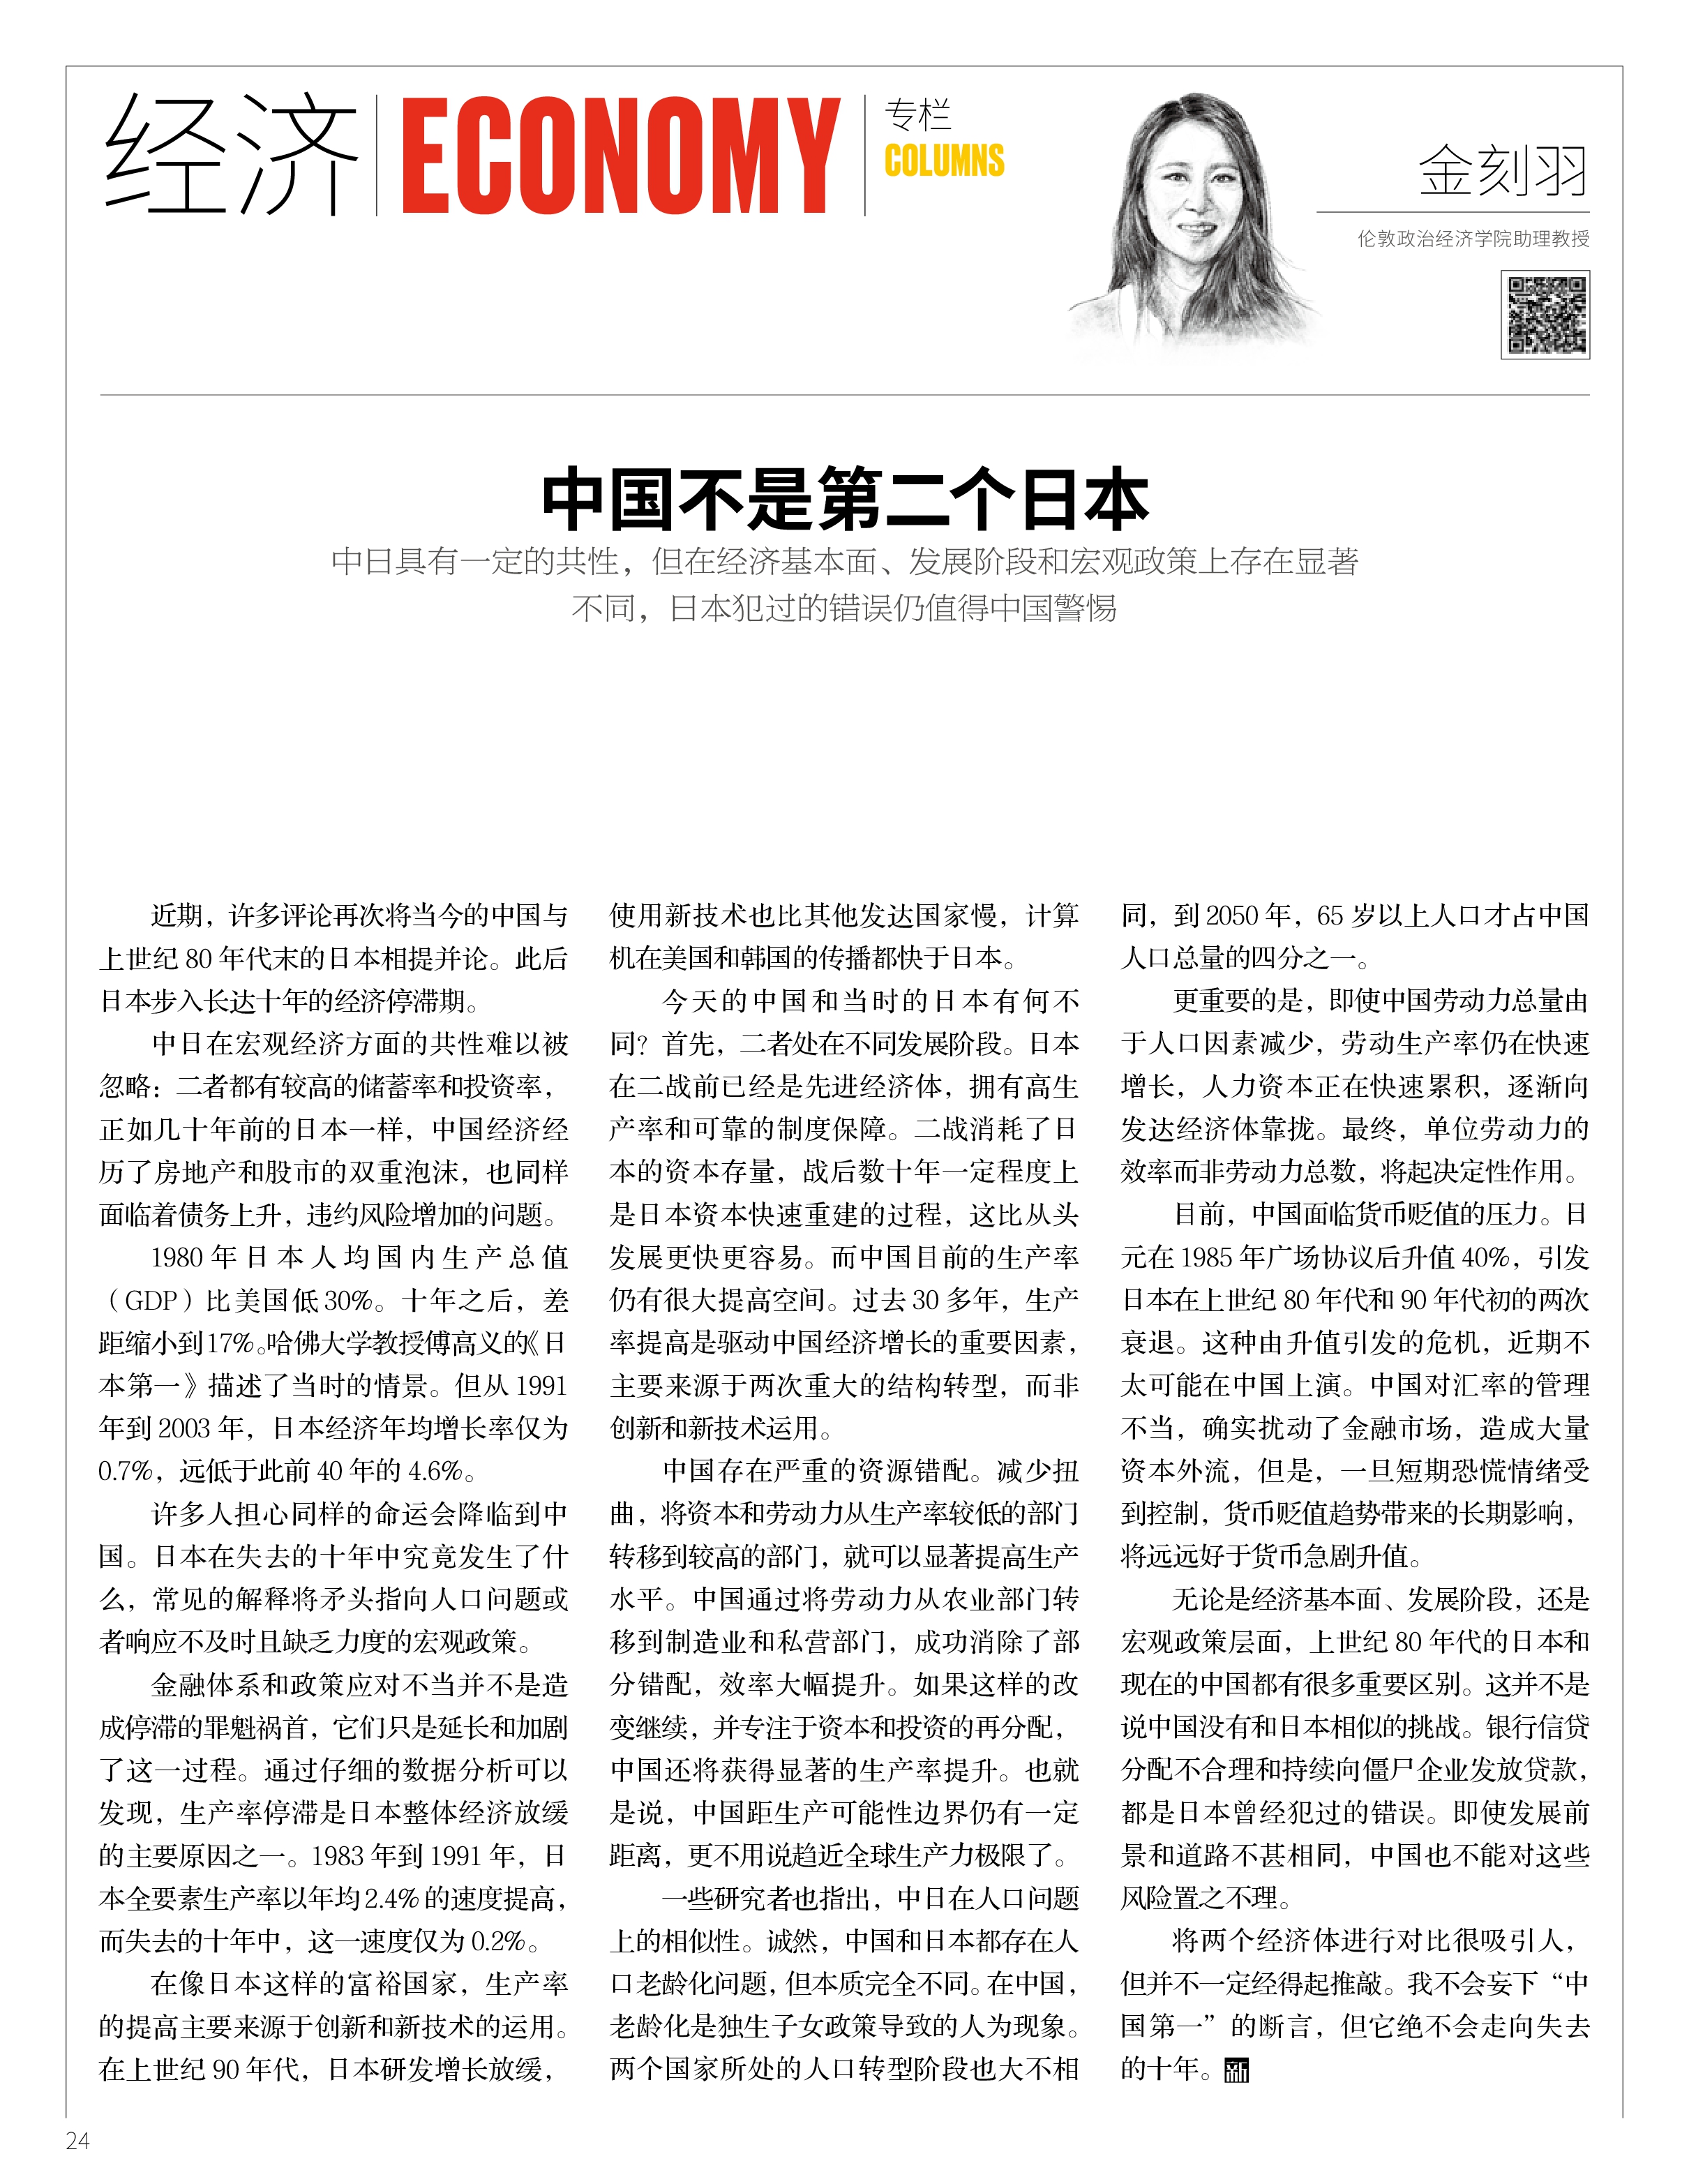 经济
ECONOMY
专栏
COLUMNS
金刻羽
伦敦政治经济学院助理教授
中国不是第二个日本
中日具有一定的共性，但在经济基本面、发展阶段和宏观政策上存在显著
不同，日本犯过的错误仍值得中国警惕
近期，许多评论再次将当今的中国与
上世纪 80 年代末的日本相提并论。此后
日本步入长达十年的经济停滞期。
中日在宏观经济方面的共性难以被
忽略：二者都有较高的储蓄率和投资率，
正如几十年前的日本一样，中国经济经
历了房地产和股市的双重泡沫，也同样
面临着债务上升，违约风险增加的问题。
1980 年日本人均国内生产总值
（GDP）比美国低 30%。十年之后，差
距缩小到17%。哈佛大学教授傅高义的《日
本第一》描述了当时的情景。但从 1991
年到 2003 年，日本经济年均增长率仅为
0.7%，远低于此前 40 年的 4.6%。
许多人担心同样的命运会降临到中
国。日本在失去的十年中究竟发生了什
么，常见的解释将矛头指向人口问题或
者响应不及时且缺乏力度的宏观政策。
金融体系和政策应对不当并不是造
成停滞的罪魁祸首，它们只是延长和加剧
了这一过程。通过仔细的数据分析可以
发现，生产率停滞是日本整体经济放缓
的主要原因之一。1983 年到 1991 年，日
本全要素生产率以年均 2.4% 的速度提高，
而失去的十年中，这一速度仅为 0.2%。
在像日本这样的富裕国家，生产率
的提高主要来源于创新和新技术的运用。
在上世纪 90 年代，日本研发增长放缓，
使用新技术也比其他发达国家慢，计算
机在美国和韩国的传播都快于日本。
今天的中国和当时的日本有何不
同？首先，二者处在不同发展阶段。日本
在二战前已经是先进经济体，拥有高生
产率和可靠的制度保障。二战消耗了日
本的资本存量，战后数十年一定程度上
是日本资本快速重建的过程，这比从头
发展更快更容易。而中国目前的生产率
仍有很大提高空间。过去 30 多年，生产
率提高是驱动中国经济增长的重要因素，
主要来源于两次重大的结构转型，而非
创新和新技术运用。
中国存在严重的资源错配。减少扭
曲，将资本和劳动力从生产率较低的部门
转移到较高的部门，就可以显著提高生产
水平。中国通过将劳动力从农业部门转
移到制造业和私营部门，成功消除了部
分错配，效率大幅提升。如果这样的改
变继续，并专注于资本和投资的再分配，
中国还将获得显著的生产率提升。也就
是说，中国距生产可能性边界仍有一定
距离，更不用说趋近全球生产力极限了。
一些研究者也指出，中日在人口问题
上的相似性。诚然，中国和日本都存在人
口老龄化问题，但本质完全不同。在中国，
老龄化是独生子女政策导致的人为现象。
两个国家所处的人口转型阶段也大不相
同，到 2050 年，65 岁以上人口才占中国
人口总量的四分之一。
更重要的是，即使中国劳动力总量由
于人口因素减少，劳动生产率仍在快速
增长，人力资本正在快速累积，逐渐向
发达经济体靠拢。最终，单位劳动力的
效率而非劳动力总数，将起决定性作用。
目前，中国面临货币贬值的压力。日
元在 1985 年广场协议后升值 40%，引发
日本在上世纪 80 年代和 90 年代初的两次
衰退。这种由升值引发的危机，近期不
太可能在中国上演。中国对汇率的管理
不当，确实扰动了金融市场，造成大量
资本外流，但是，一旦短期恐慌情绪受
到控制，货币贬值趋势带来的长期影响，
将远远好于货币急剧升值。
无论是经济基本面、发展阶段，还是
宏观政策层面，上世纪 80 年代的日本和
现在的中国都有很多重要区别。这并不是
说中国没有和日本相似的挑战。银行信贷
分配不合理和持续向僵尸企业发放贷款，
都是日本曾经犯过的错误。即使发展前
景和道路不甚相同，中国也不能对这些
风险置之不理。
将两个经济体进行对比很吸引人，
但并不一定经得起推敲。我不会妄下“中
国第一”的断言，但它绝不会走向失去
的十年。新
24